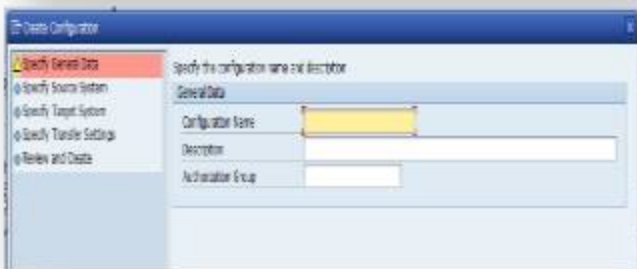 Create Configuration
Specify General Data
Specify Source System
Specify Target System
Specify Transfer Settings
Review and Create
Specify the configuration name and description
General Data
Configuration Name
Description
Authorization Group